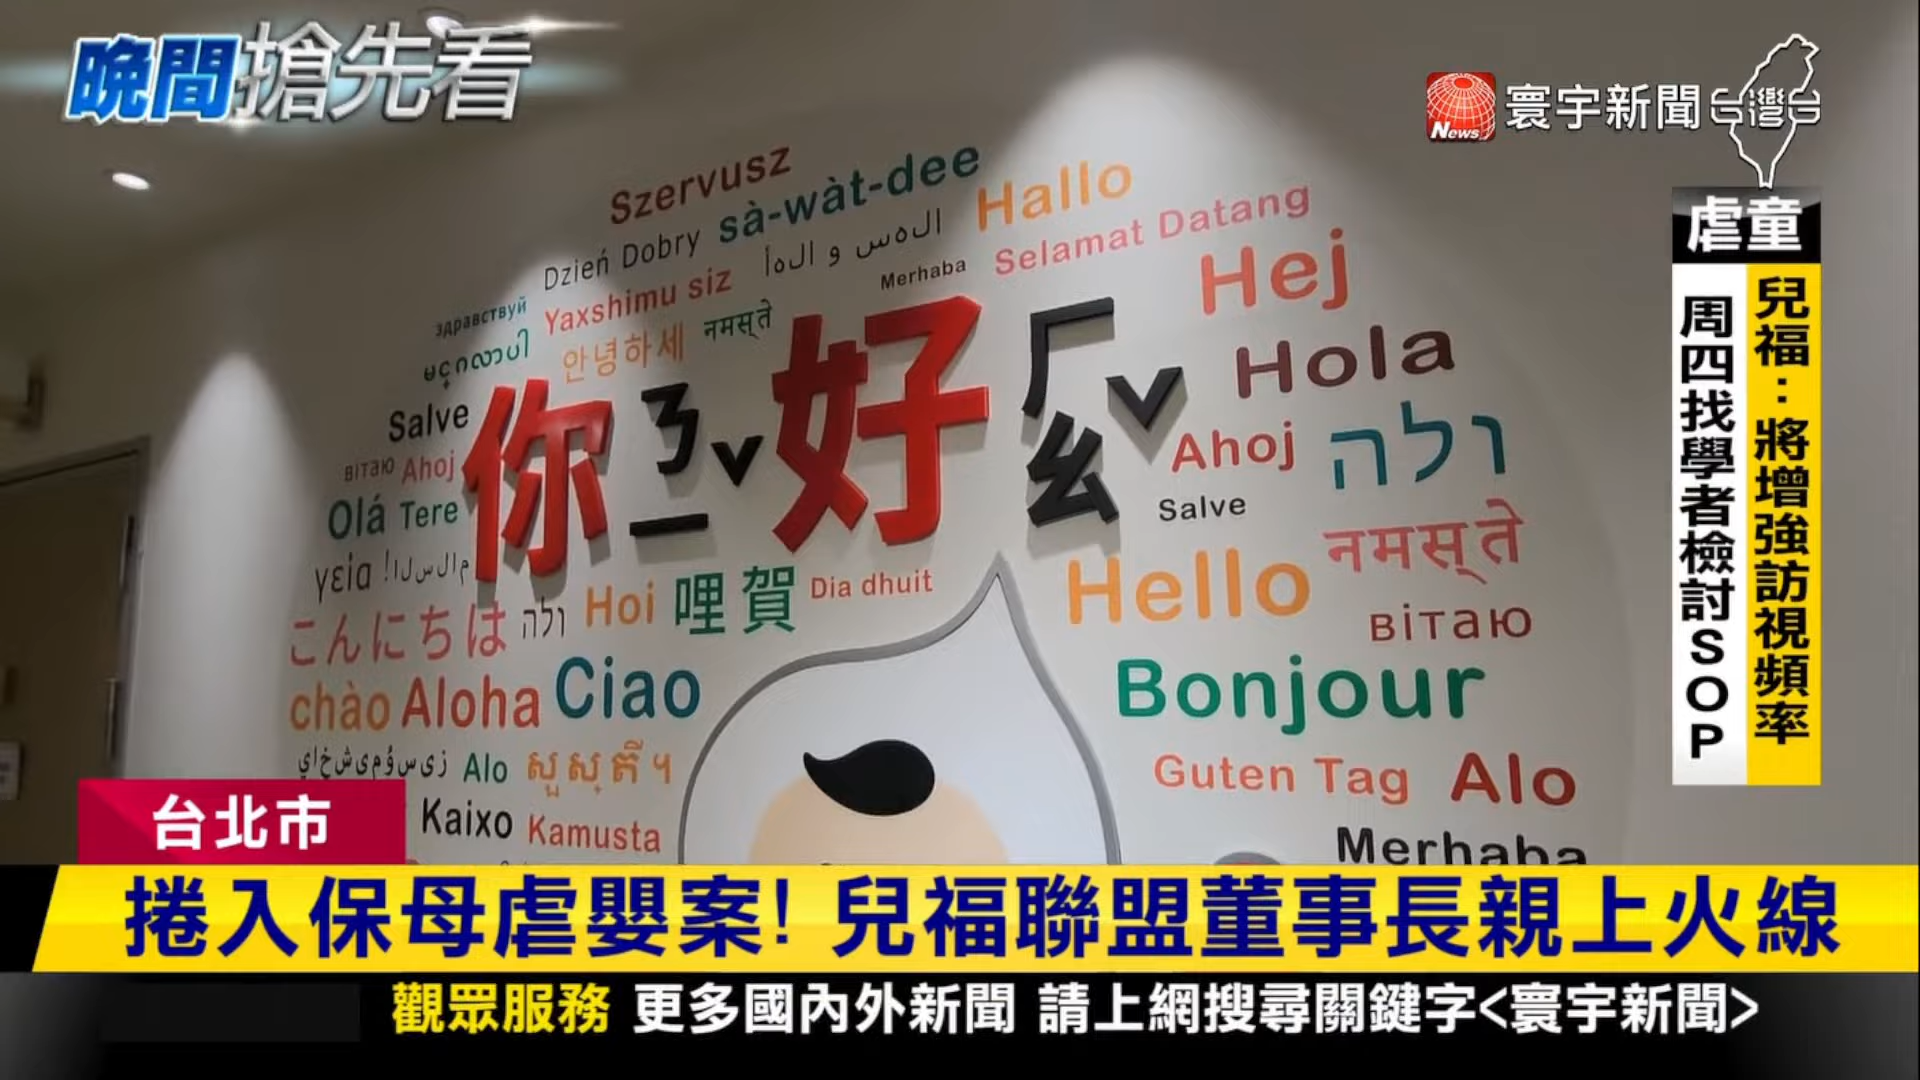 晚間搶先看
News 寰宇新聞 台灣台
虐童
兒福：將增強訪視頻率
周四找學者檢討SOP
Szervusz
sà-wàt-dee
Hallo
Dzień Dobry
Selamat Datang
Merhaba
Hej
здравствуй
Yaxshimu siz
नमस्ते
안녕하세
Hola
Salve
你ㄋㄧˇ好ㄏㄠˇ
вітаю Ahoj
Ahoj
Olá Tere
Salve
γεία
नमस्ते
Hello
こんにちは
Hoi
哩賀
Dia dhuit
вітаю
chào Aloha Ciao
Bonjour
Alo
Guten Tag
Alo
Kaixo Kamusta
Merhaba
台北市
捲入保母虐嬰案! 兒福聯盟董事長親上火線
觀眾服務 更多國內外新聞 請上網搜尋關鍵字<寰宇新聞>